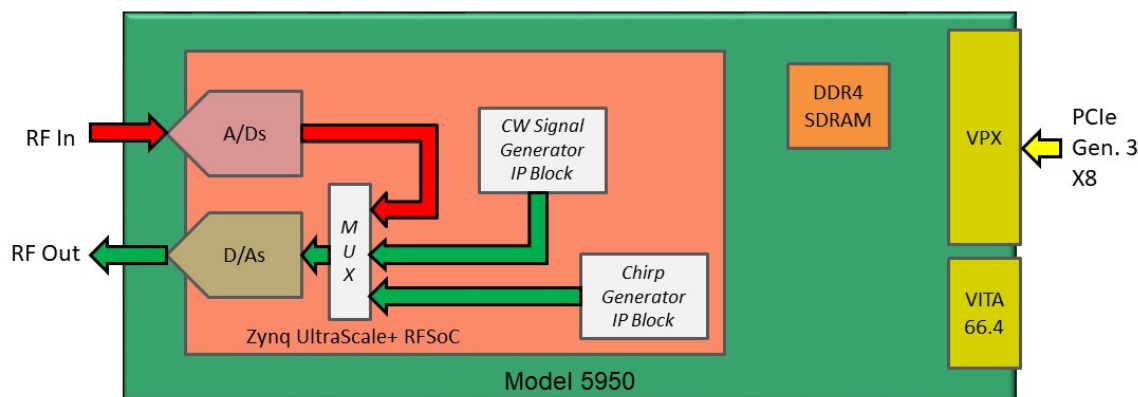 RF In
A/Ds
CW Signal
Generator
IP Block
DDR4
SDRAM
VPX
PCIe
Gen. 3
X8
RF Out
D/As
M
U
X
Chirp
Generator
IP Block
VITA
66.4
Zynq UltraScale+ RFSoC
Model 5950